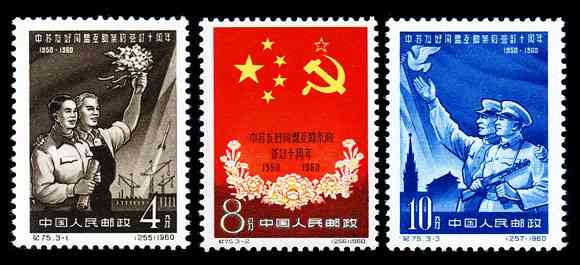 中苏友好同盟互助条约签订十周年
1950-1960
中国人民邮政
4分
纪75.3-1
(255)1960
中苏友好同盟互助条约
签订十周年
1950 1960
8分
中国人民邮政
纪75.3-2
(256)1960
中苏友好同盟互助条约签订十周年
1950-1960
10分
中国人民邮政
纪75.3-3
(257)1960